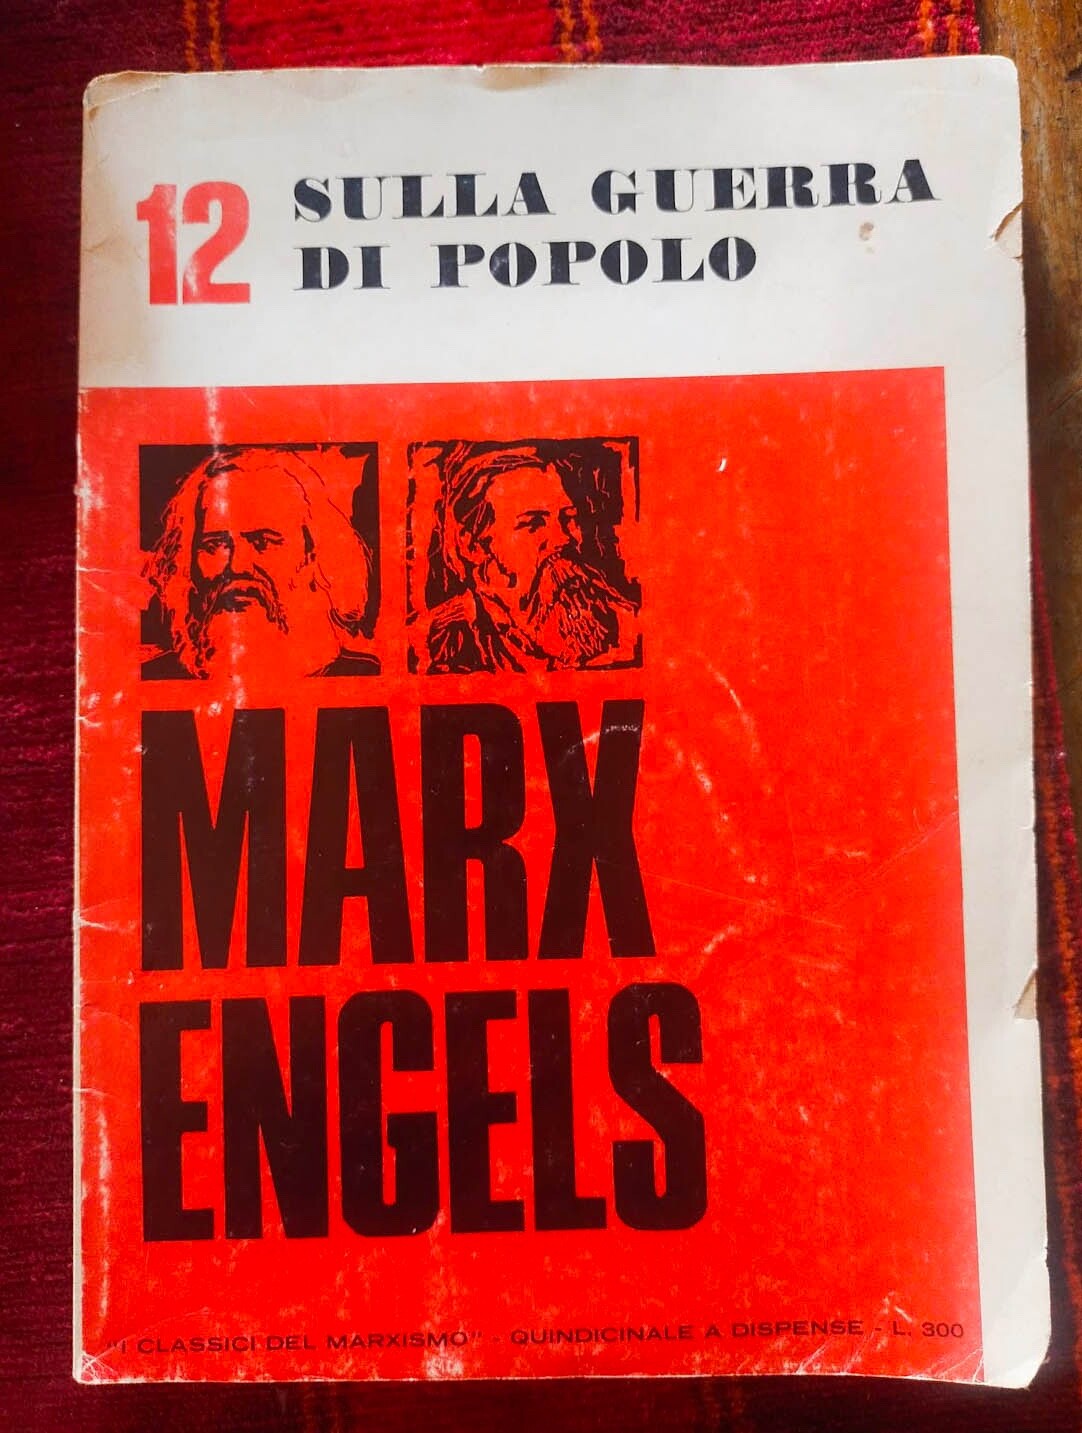 12
SULLA GUERRA
DI POPOLO
MARX
ENGELS
"I CLASSICI DEL MARXISMO" - QUINDICINALE A DISPENSE - L. 300